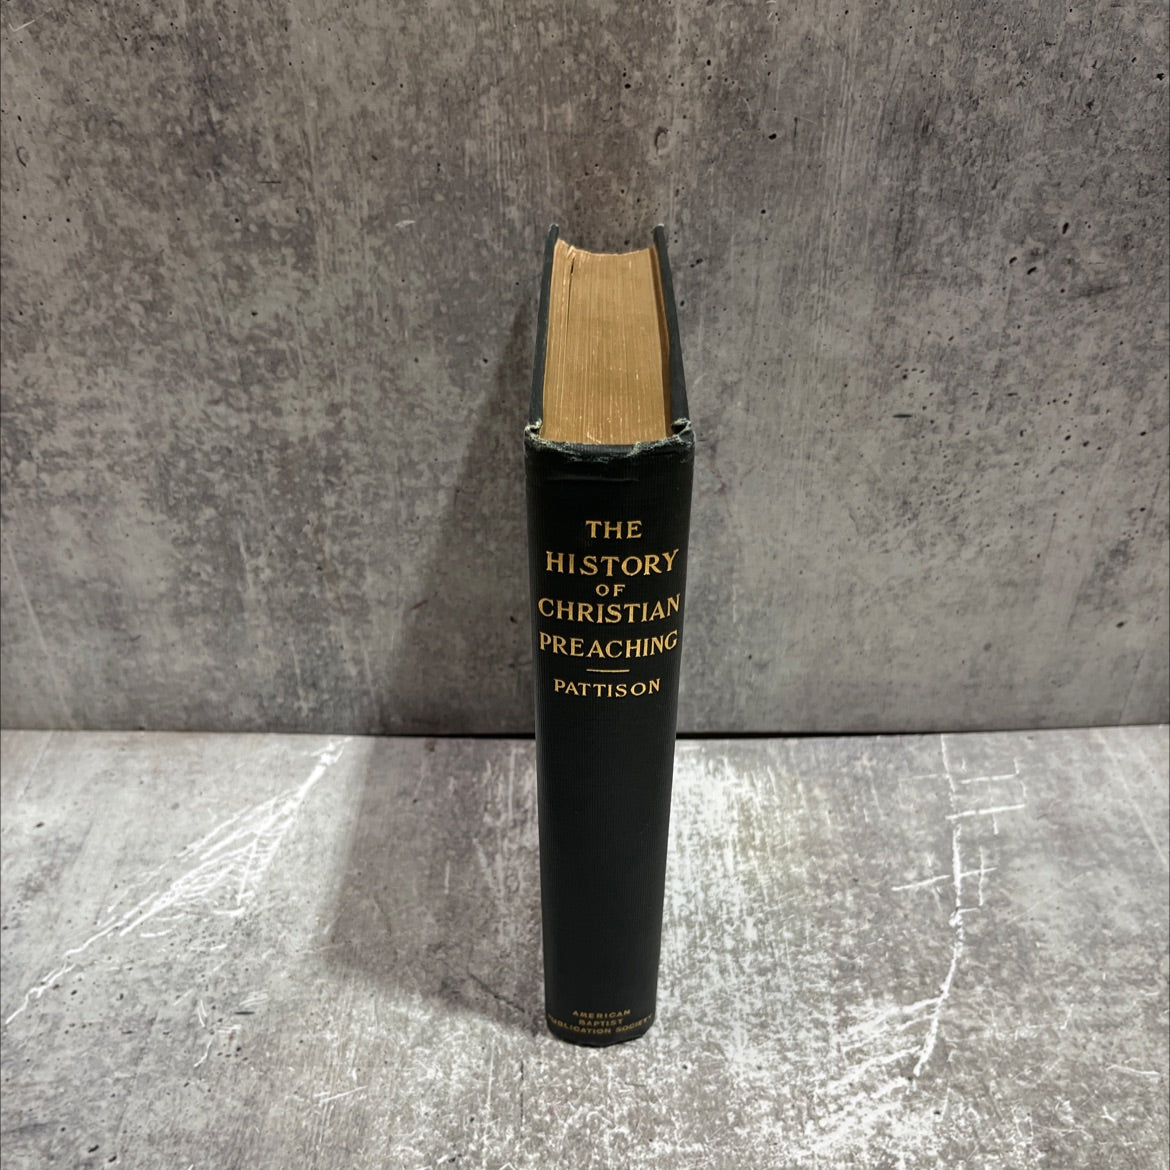 THE
HISTORY
OF
CHRISTIAN
PREACHING
PATTISON
AMERICAN
BAPTIST
PUBLICATION SOCIETY